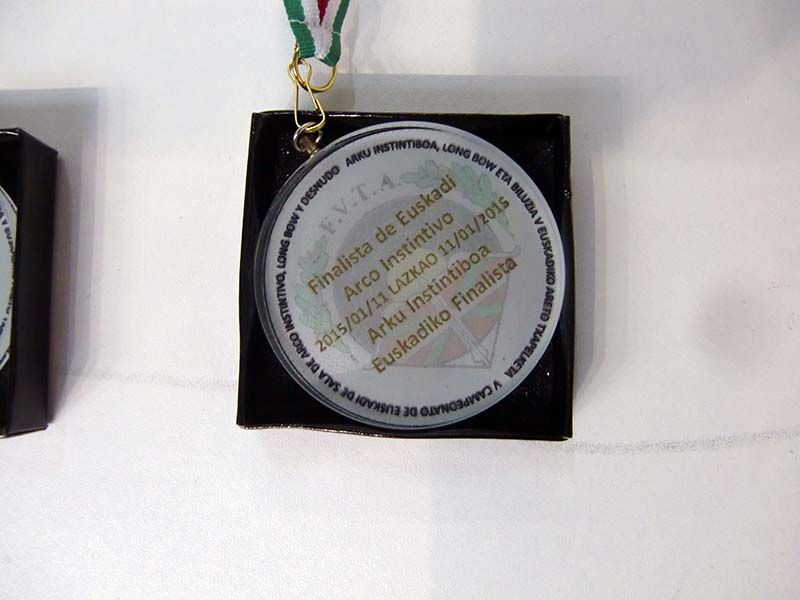 ARKU INSTINTIBOA, LONG BOW ETA BILUZIA V EUSKADIKO ARETO TXAPELKETA
V CAMPEONATO DE EUSKADI DE SALA DE ARCO INSTINTIVO, LONG BOW Y DESNUDO
F.V.T.A.
Finalista de Euskadi
Arco Instintivo
2015/01/11 LAZKAO 11/01/2015
Arku Instintiboa
Euskadiko Finalista